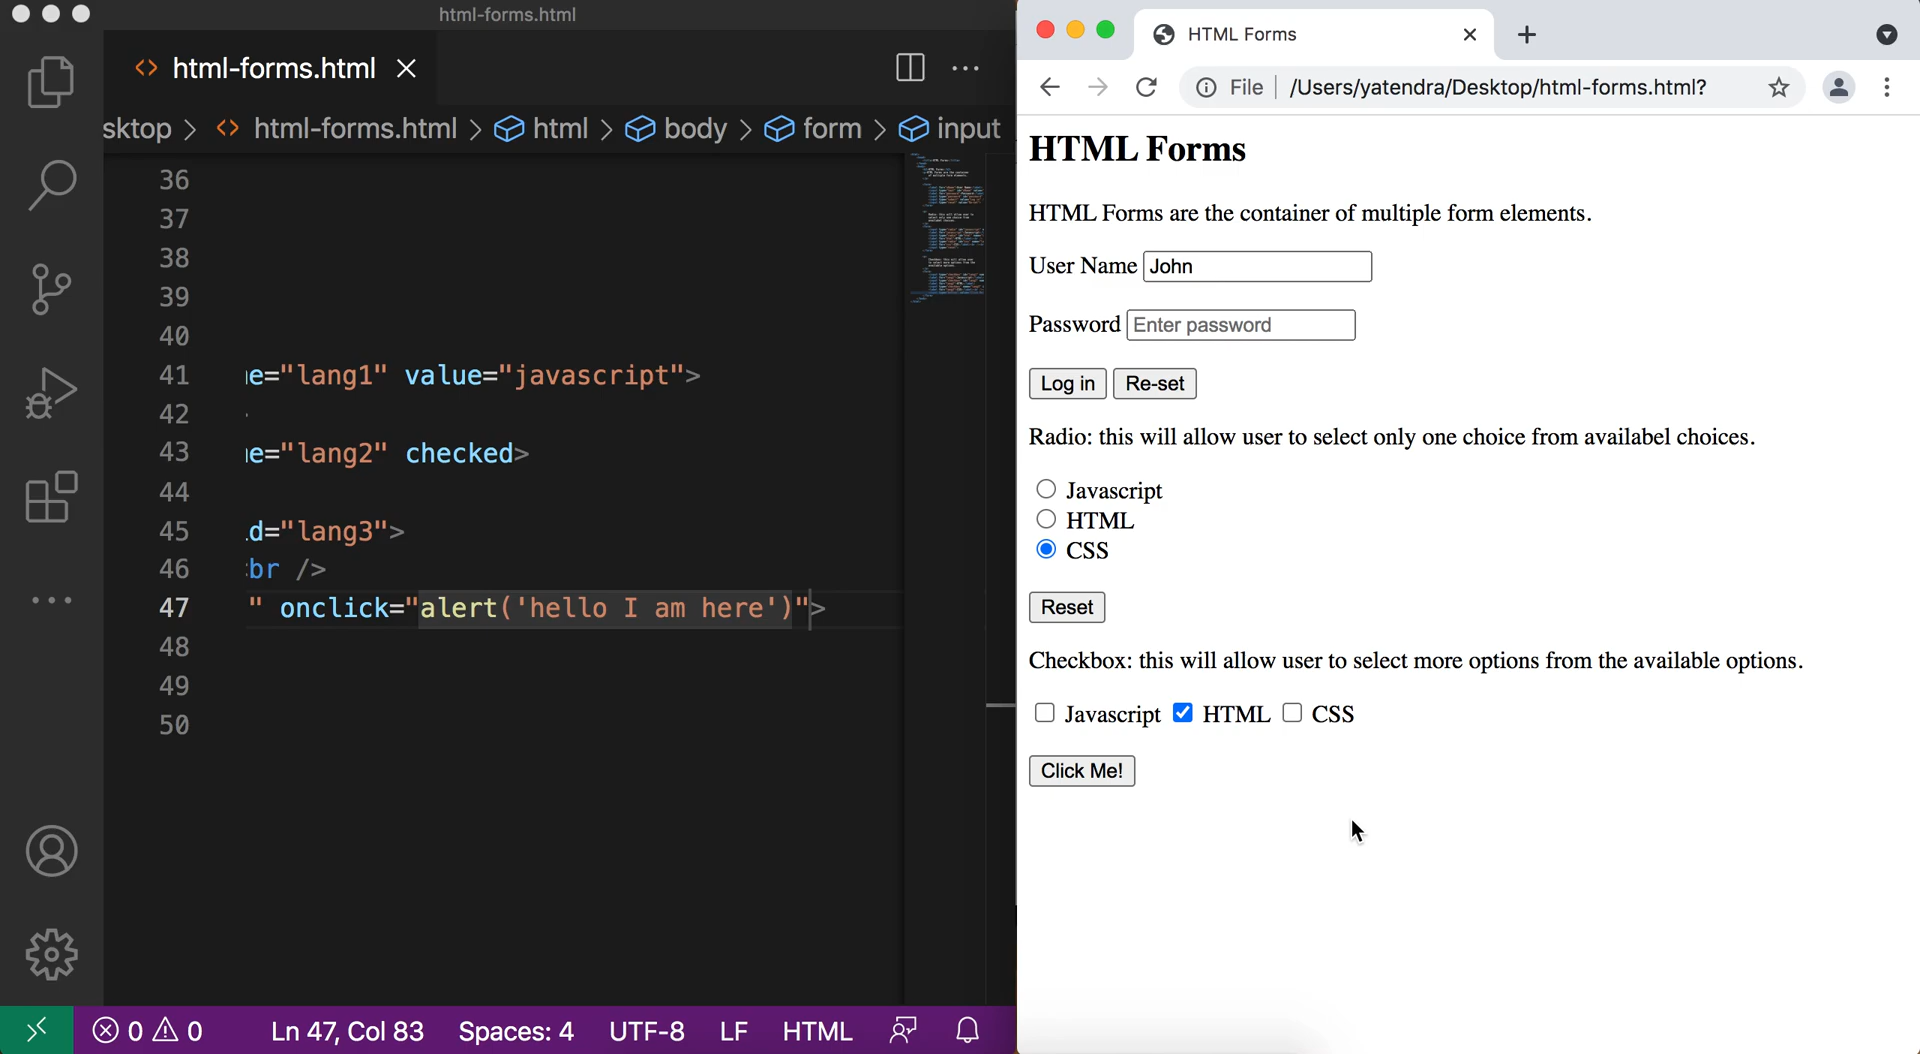 html-forms.html
html-forms.html
sktop > html-forms.html > html > body > form > input
36
37
38
39
40
41 e="lang1" value="javascript">
42
43 e="lang2" checked>
44
45 d="lang3">
46 br />
47 " onclick="alert('hello I am here')">
48
49
50
0 0 Ln 47, Col 83 Spaces: 4 UTF-8 LF HTML
HTML Forms
File | /Users/yatendra/Desktop/html-forms.html?
HTML Forms
HTML Forms are the container of multiple form elements.
User Name John
Password Enter password
Log in Re-set
Radio: this will allow user to select only one choice from availabel choices.
Javascript
HTML
CSS
Reset
Checkbox: this will allow user to select more options from the available options.
Javascript HTML CSS
Click Me!